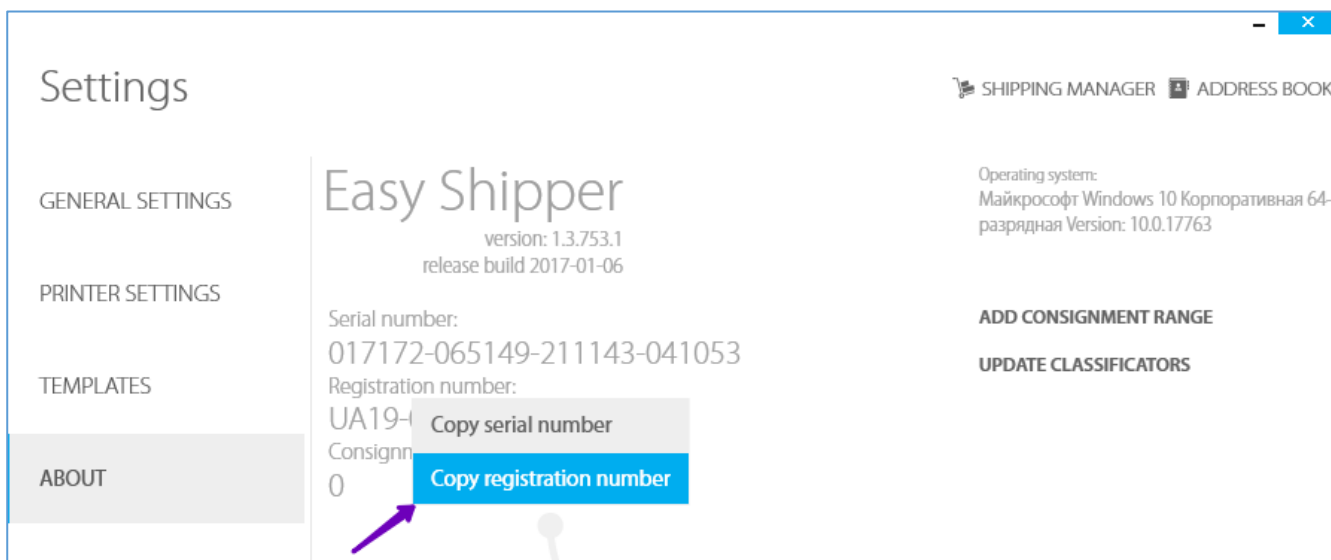 Settings
SHIPPING MANAGER ADDRESS BOOK
GENERAL SETTINGS
PRINTER SETTINGS
TEMPLATES
ABOUT
Easy Shipper
version: 1.3.753.1
release build 2017-01-06
Serial number:
017172-065149-211143-041053
Registration number:
UA19-
Copy serial number
Consignm
Copy registration number
0
Operating system:
Майкрософт Windows 10 Корпоративная 64-
разрядная Version: 10.0.17763
ADD CONSIGNMENT RANGE
UPDATE CLASSIFICATORS